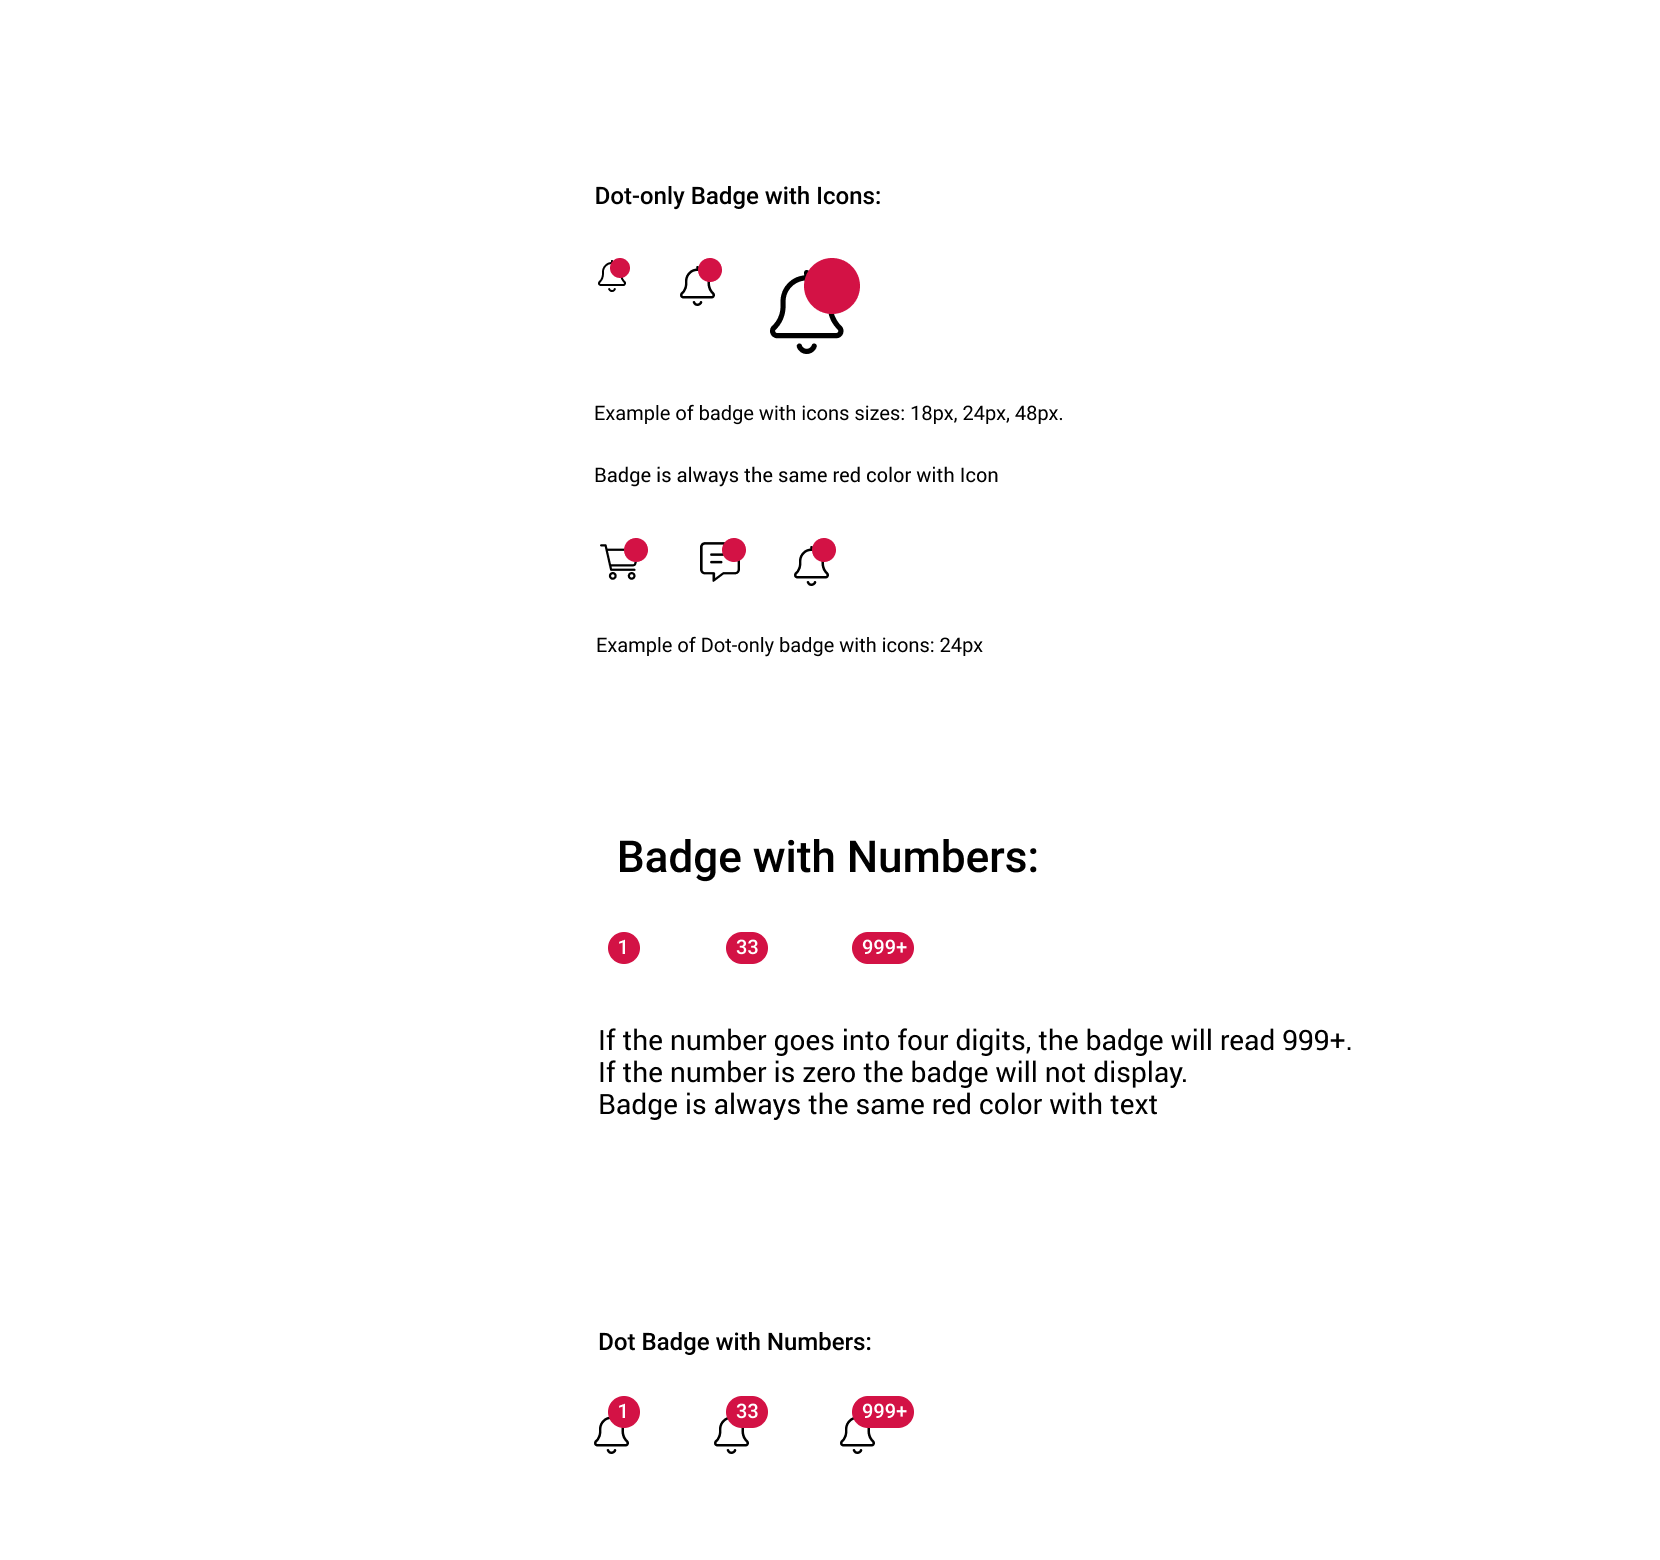 Dot-only Badge with Icons:
Example of badge with icons sizes: 18px, 24px, 48px.
Badge is always the same red color with Icon
Example of Dot-only badge with icons: 24px
Badge with Numbers:
1 33 999+
If the number goes into four digits, the badge will read 999+.
If the number is zero the badge will not display.
Badge is always the same red color with text
Dot Badge with Numbers:
1 33 999+